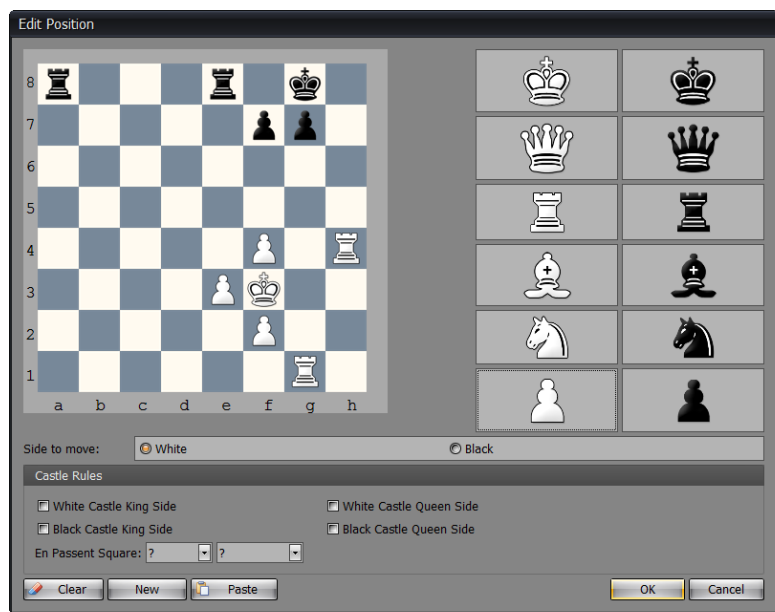 Edit Position
8
7
6
5
4
3
2
1
a b c d e f g h
Side to move: White Black
Castle Rules
White Castle King Side White Castle Queen Side
Black Castle King Side Black Castle Queen Side
En Passent Square: ? ?
Clear New Paste OK Cancel